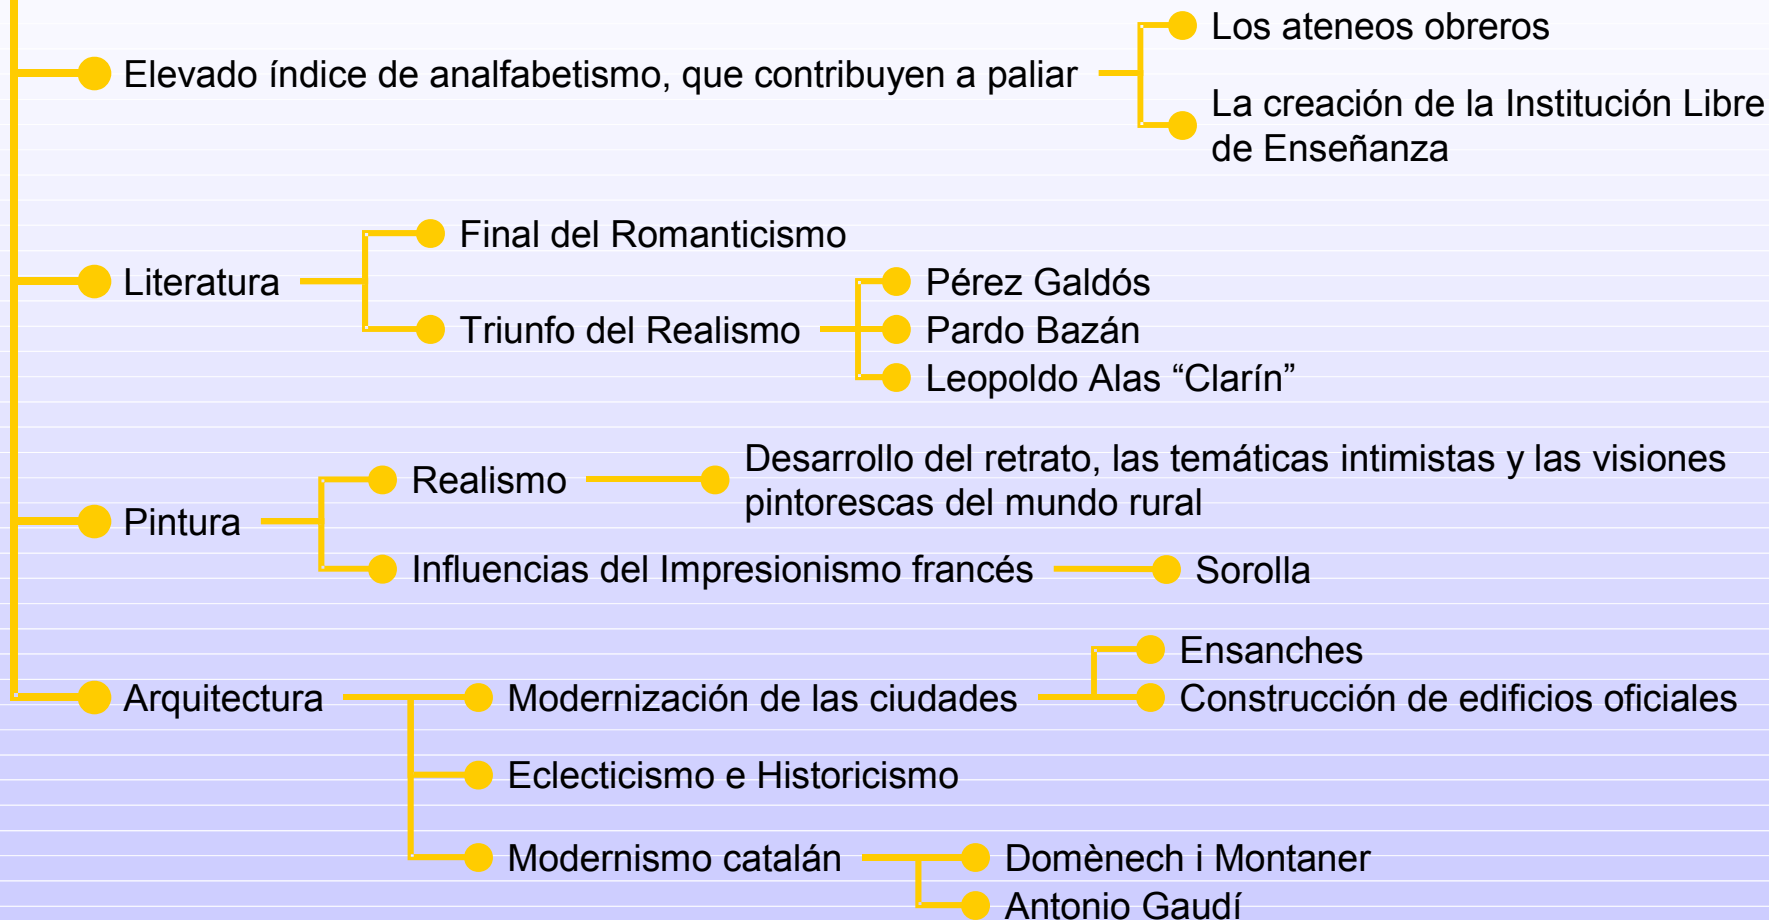 Los ateneos obreros
Elevado índice de analfabetismo, que contribuyen a paliar
La creación de la Institución Libre
de Enseñanza
Final del Romanticismo
Literatura
Pérez Galdós
Triunfo del Realismo
Pardo Bazán
Leopoldo Alas “Clarín”
Desarrollo del retrato, las temáticas intimistas y las visiones
pintorescas del mundo rural
Realismo
Pintura
Influencias del Impresionismo francés
Sorolla
Ensanches
Arquitectura
Modernización de las ciudades
Construcción de edificios oficiales
Eclecticismo e Historicismo
Modernismo catalán
Domènech i Montaner
Antonio Gaudí